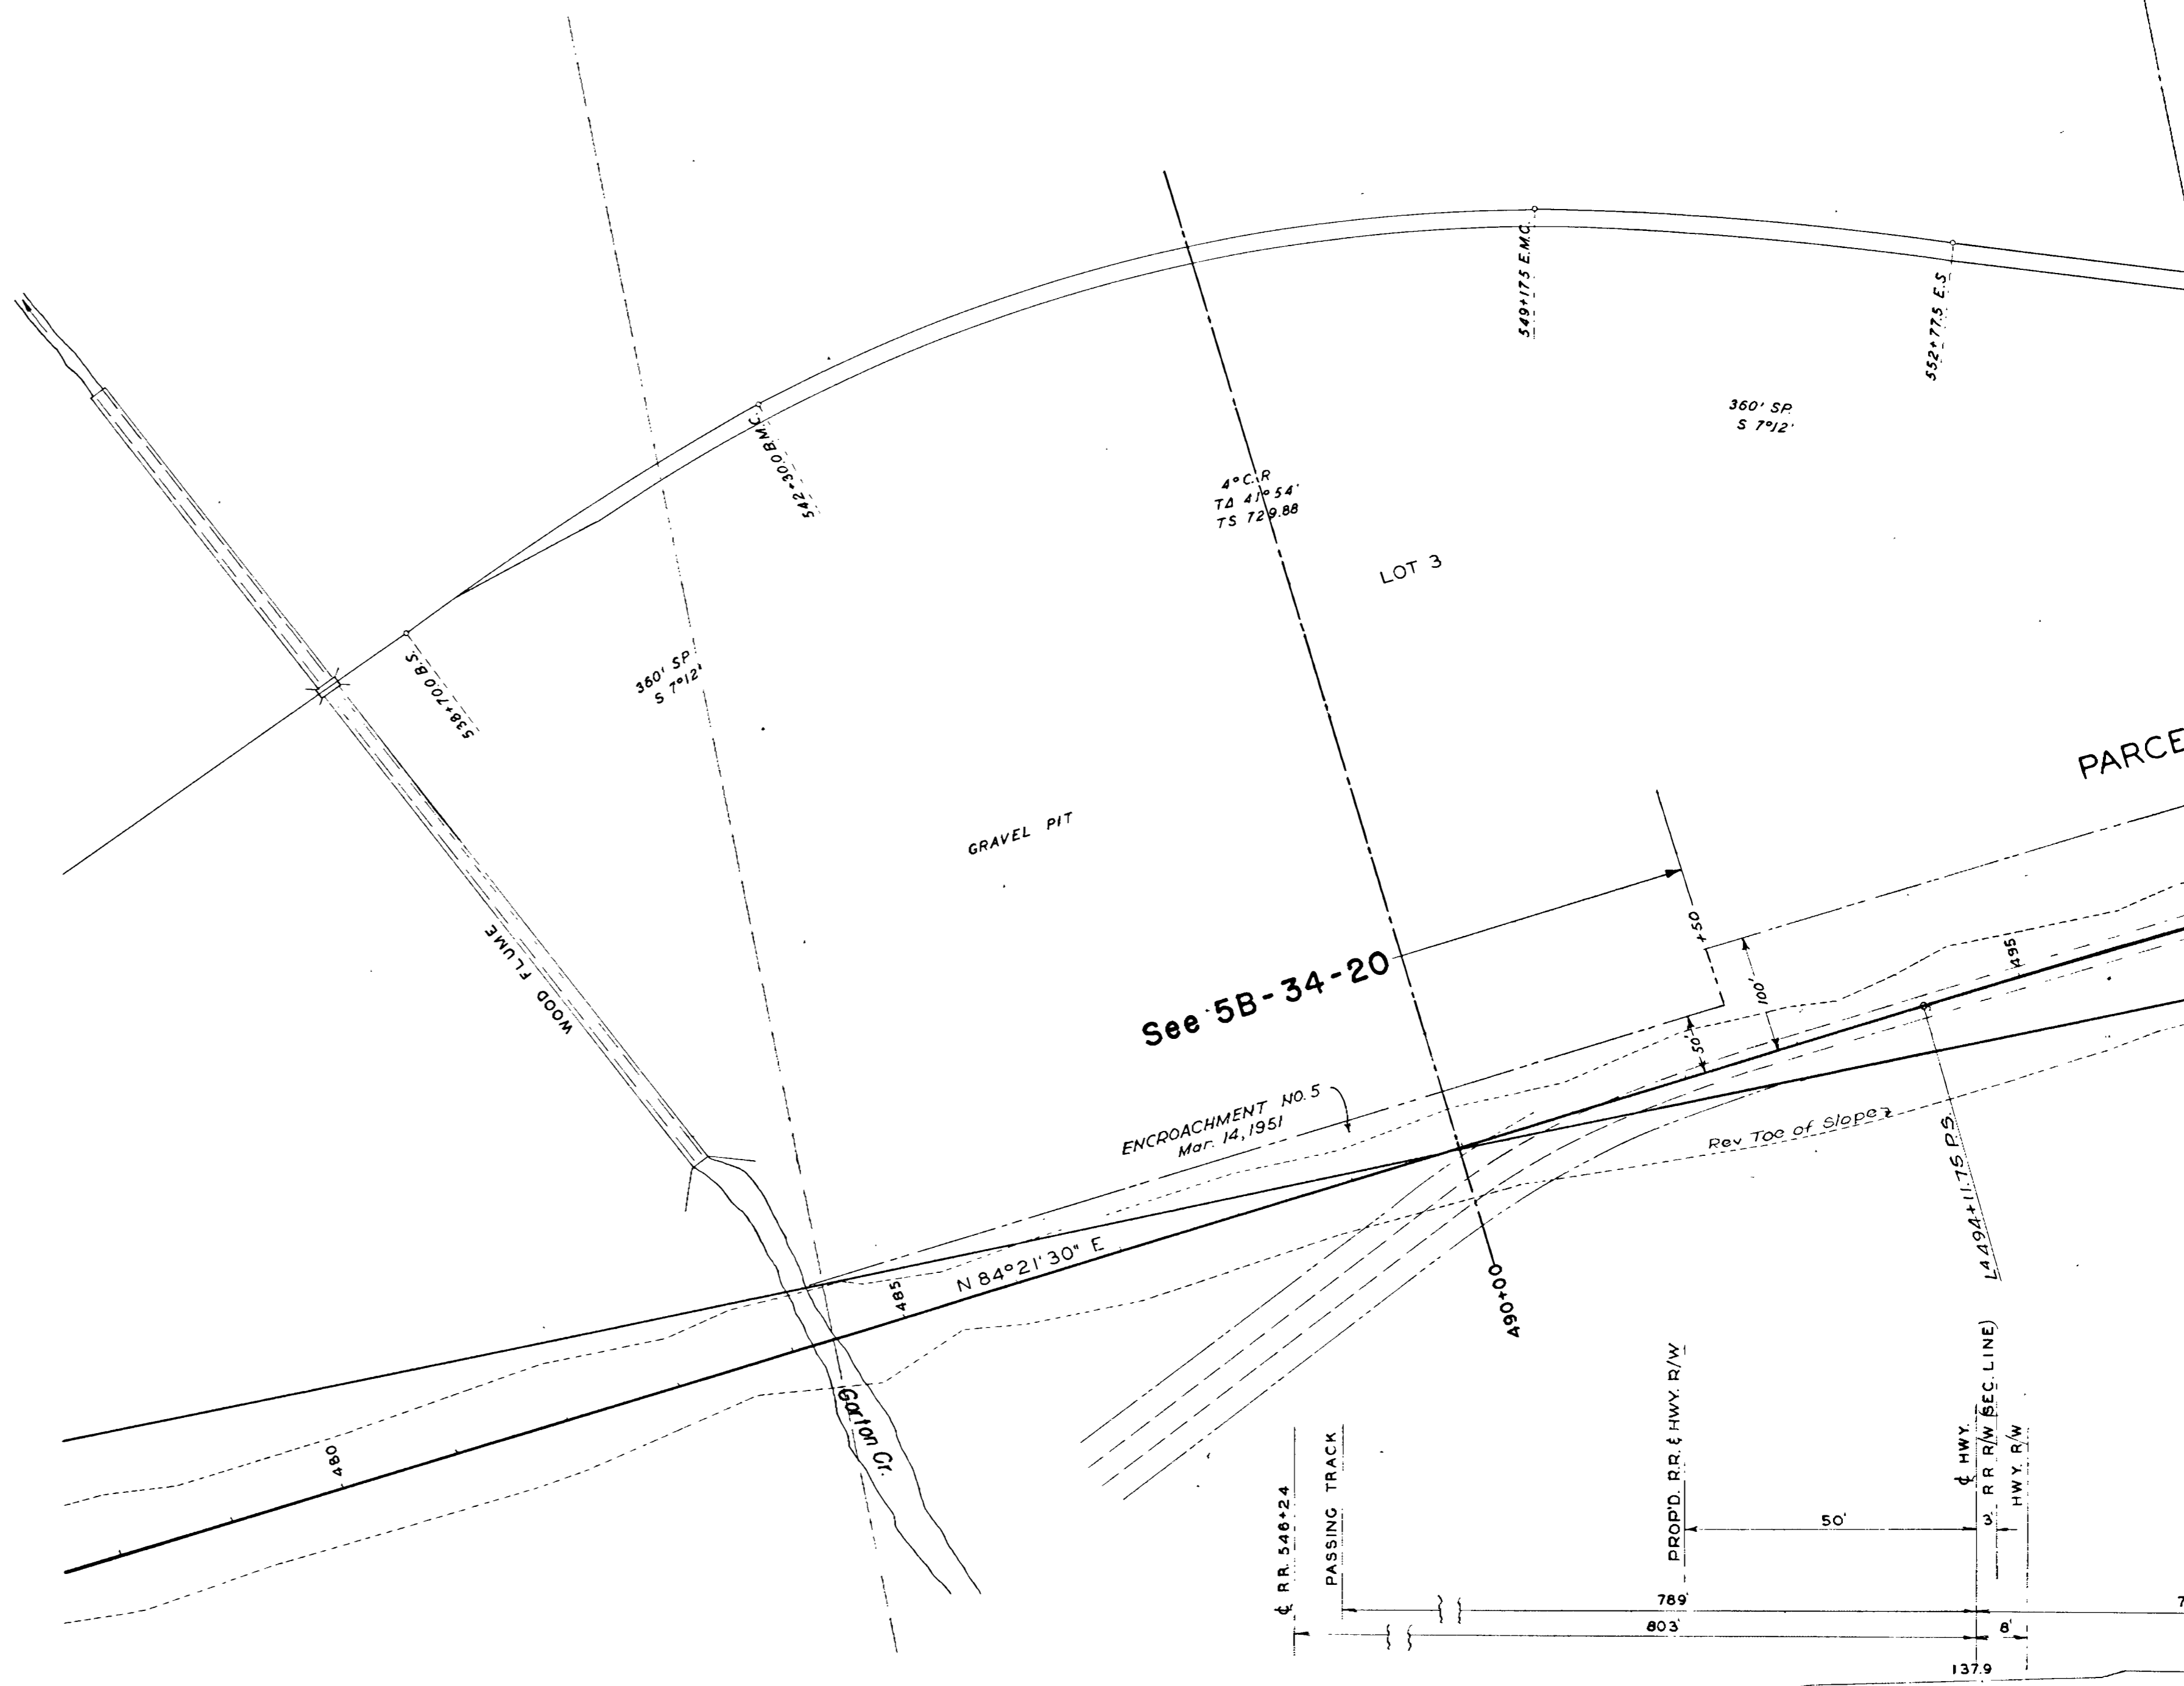 549+17.5 E.M.C.
552+77.5 E.S.
360' SP.
S 7°12'
542+30.0 B.M.C.
4° C.R
T∆ 41° 54'
TS 729.88
LOT 3
538+70.0 B.S.
360' SP.
S 7°12'
PARCE
GRAVEL PIT
WOOD FLUME
See 5B-34-20
+50
100'
50'
495
ENCROACHMENT NO. 5
Mar. 14, 1951
Rev Toe of Slope
L4 494+11.75 P.S.
N 84°21'30" E
485
490+00
480
Garton Cr.
℄ RR. 546+24
PASSING TRACK
PROP'D. R.R. & HWY. R/W
℄ HWY.
R R R/W (SEC. LINE)
HWY. R/W
50'
3'
789'
7
803'
8'
137.9